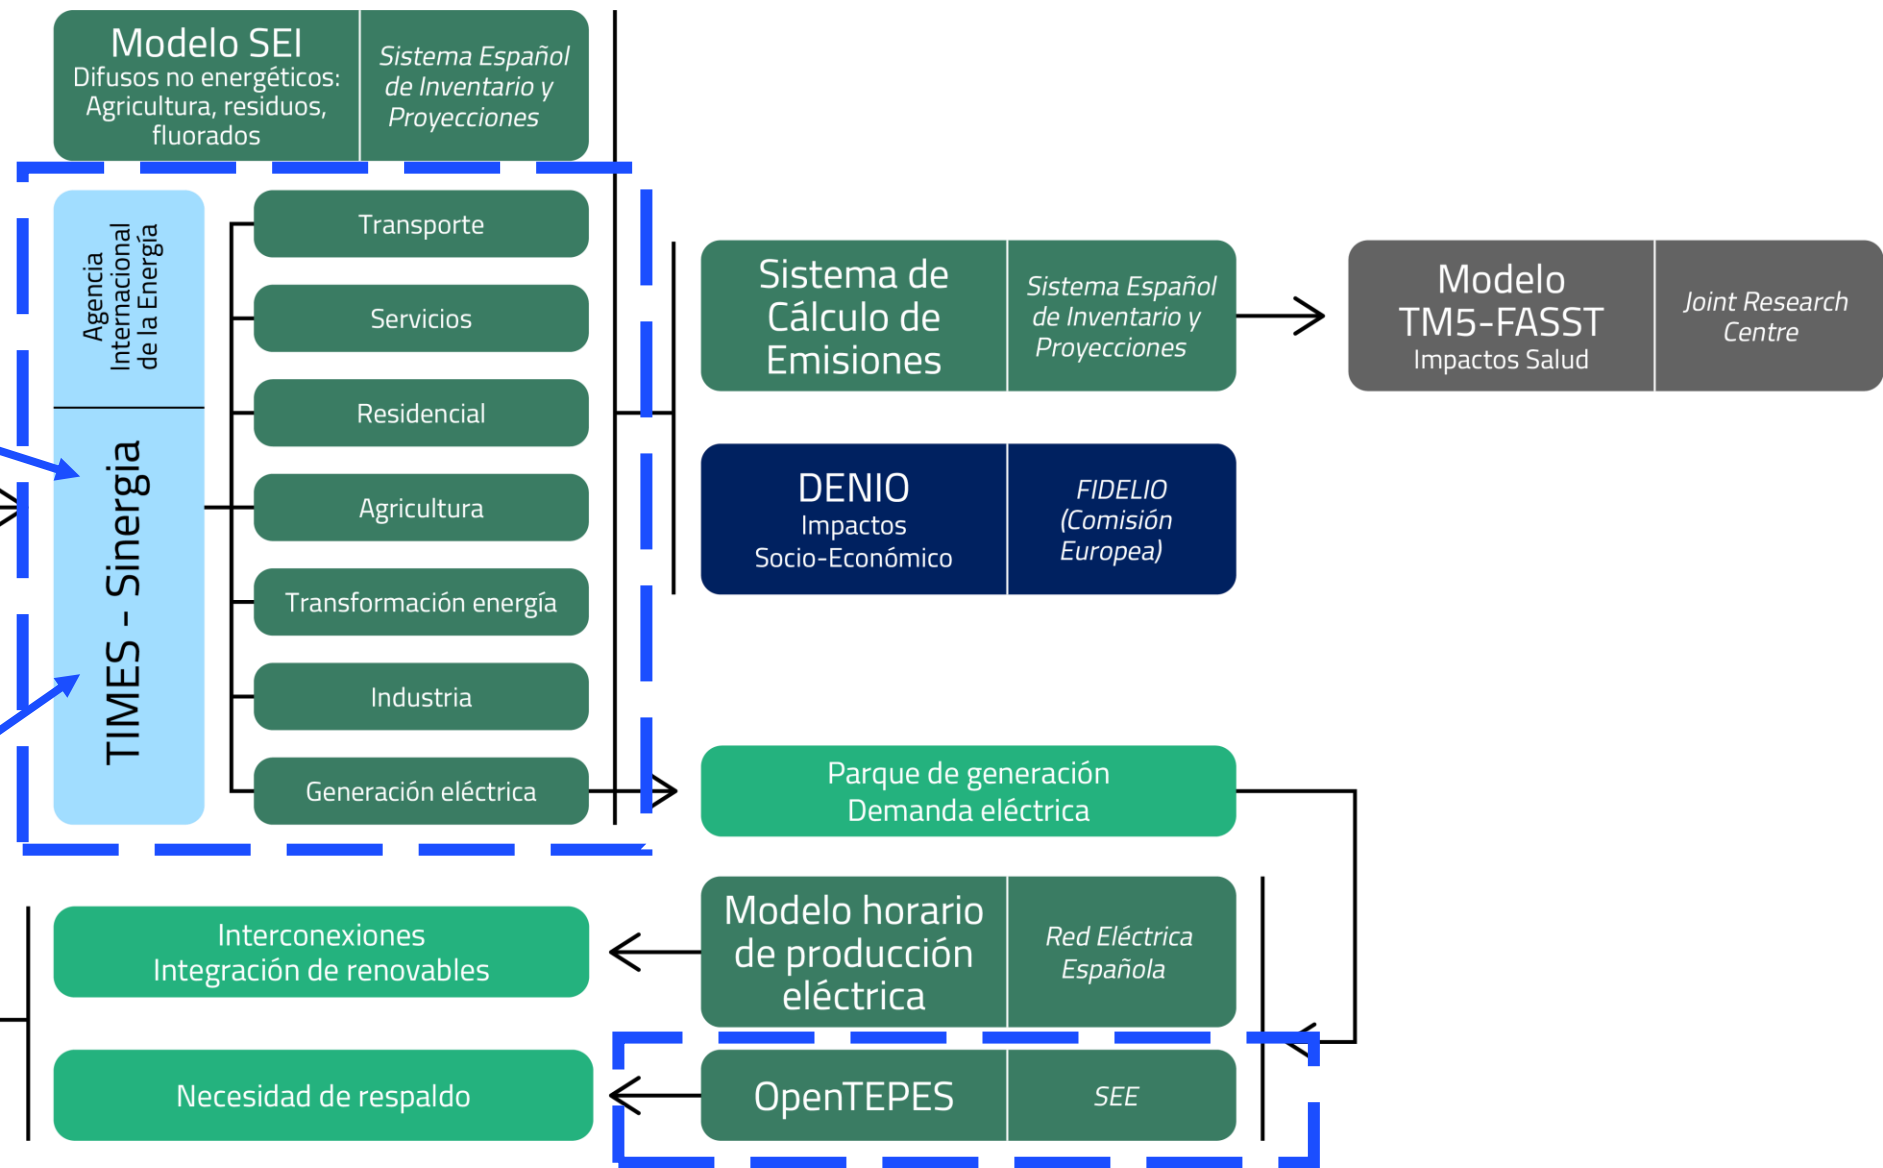 Modelo SEI
Difusos no energéticos:
Agricultura, residuos,
fluorados
Sistema Español
de Inventario y
Proyecciones
Agencia
Internacional
de la Energía
TIMES - Sinergia
Transporte
Servicios
Residencial
Agricultura
Transformación energía
Industria
Generación eléctrica
Sistema de
Cálculo de
Emisiones
Sistema Español
de Inventario y
Proyecciones
Modelo
TM5-FASST
Impactos Salud
Joint Research
Centre
DENIO
Impactos
Socio-Económico
FIDELIO
(Comisión
Europea)
Parque de generación
Demanda eléctrica
Interconexiones
Integración de renovables
Modelo horario
de producción
eléctrica
Red Eléctrica
Española
Necesidad de respaldo
OpenTEPES
SEE